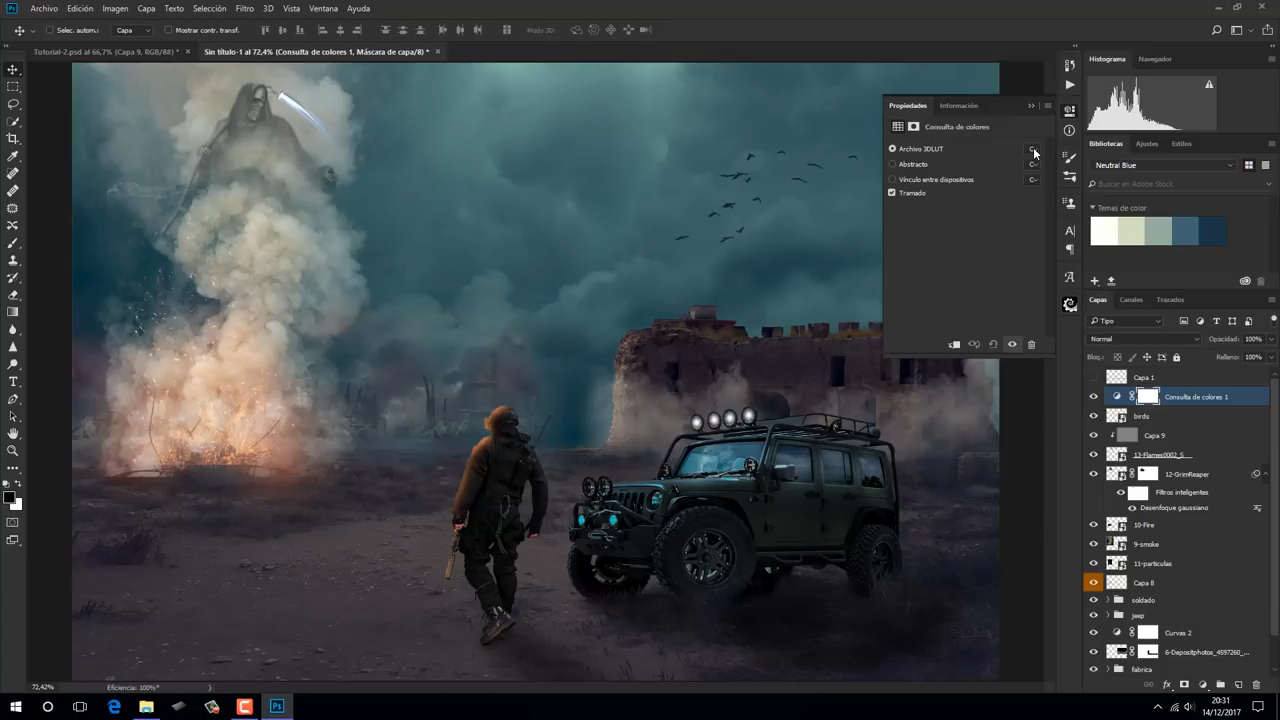 Ps Archivo Edición Imagen Capa Texto Selección Filtro 3D Vista Ventana Ayuda
Selec. autom.: Capa Mostrar contr. transf. Modo 3D:
Tutorial-2.psd al 66,7% (Capa 9, RGB/8#) * × Sin título-1 al 72,4% (Consulta de colores 1, Máscara de capa/8) * ×
Histograma Navegador
Propiedades Información
Consulta de colores
Archivo 3DLUT
Abstracto
Vínculo entre dispositivos
Tramado
Bibliotecas Ajustes Estilos
Neutral Blue
Buscar en Adobe Stock
Temas de color
Capas Canales Trazados
Tipo
Normal Opacidad: 100%
Bloq.: Relleno: 100%
Capa 1
Consulta de colores 1
birds
Capa 9
13-Flames0002_S
12-GrimReaper
Filtros inteligentes
Desenfoque gaussiano
10-Fire
9-smoke
11-particulas
Capa 8
soldado
jeep
Curvas 2
6-Depositphotos_4597260_...
fabrica
72,42% Eficiencia: 100%*
fx
Ps
20:31
14/12/2017